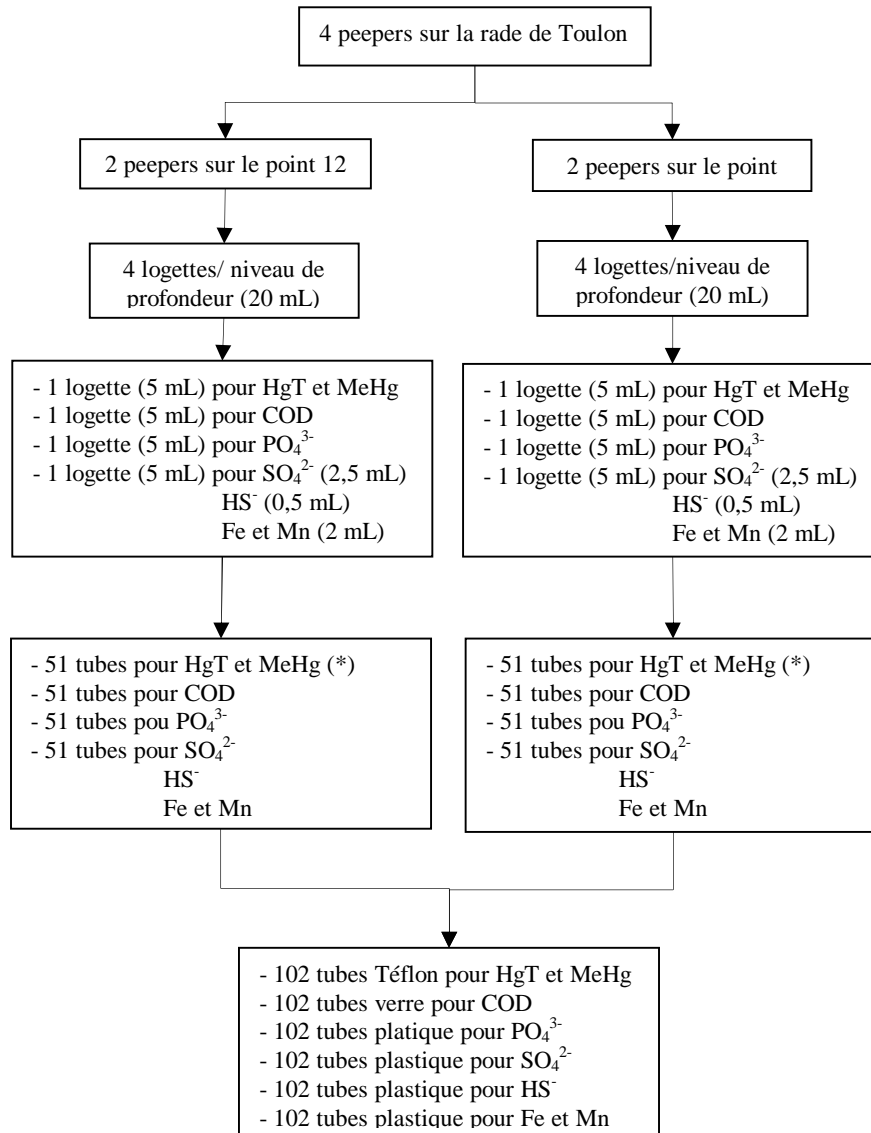 4 peepers sur la rade de Toulon
2 peepers sur le point 12
2 peepers sur le point
4 logettes/ niveau de
profondeur (20 mL)
4 logettes/niveau de
profondeur (20 mL)
- 1 logette (5 mL) pour HgT et MeHg
- 1 logette (5 mL) pour COD
- 1 logette (5 mL) pour PO₄³⁻
- 1 logette (5 mL) pour SO₄²⁻ (2,5 mL)
HS⁻ (0,5 mL)
Fe et Mn (2 mL)
- 1 logette (5 mL) pour HgT et MeHg
- 1 logette (5 mL) pour COD
- 1 logette (5 mL) pour PO₄³⁻
- 1 logette (5 mL) pour SO₄²⁻ (2,5 mL)
HS⁻ (0,5 mL)
Fe et Mn (2 mL)
- 51 tubes pour HgT et MeHg (*)
- 51 tubes pour COD
- 51 tubes pou PO₄³⁻
- 51 tubes pour SO₄²⁻
HS⁻
Fe et Mn
- 51 tubes pour HgT et MeHg (*)
- 51 tubes pour COD
- 51 tubes pou PO₄³⁻
- 51 tubes pour SO₄²⁻
HS⁻
Fe et Mn
- 102 tubes Téflon pour HgT et MeHg
- 102 tubes verre pour COD
- 102 tubes platique pour PO₄³⁻
- 102 tubes plastique pour SO₄²⁻
- 102 tubes plastique pour HS⁻
- 102 tubes plastique pour Fe et Mn